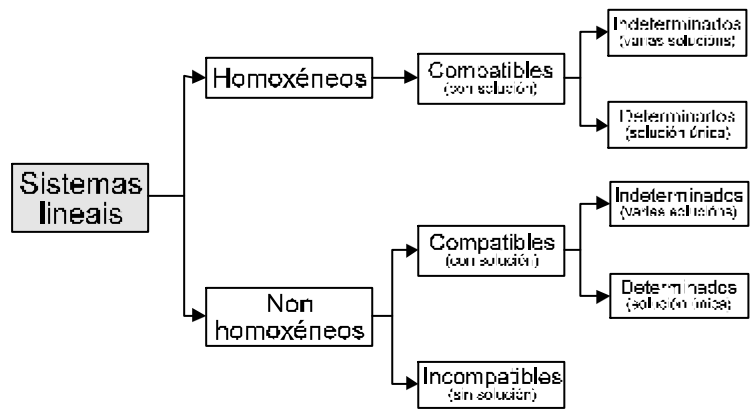 Sistemas
lineais
Homoxéneos
Compatibles
(con solución)
Indeterminados
(varias solucións)
Determinados
(solución única)
Non
homoxéneos
Compatibles
(con solución)
Indeterminados
(varias solucións)
Determinados
(solución única)
Incompatibles
(sin solución)